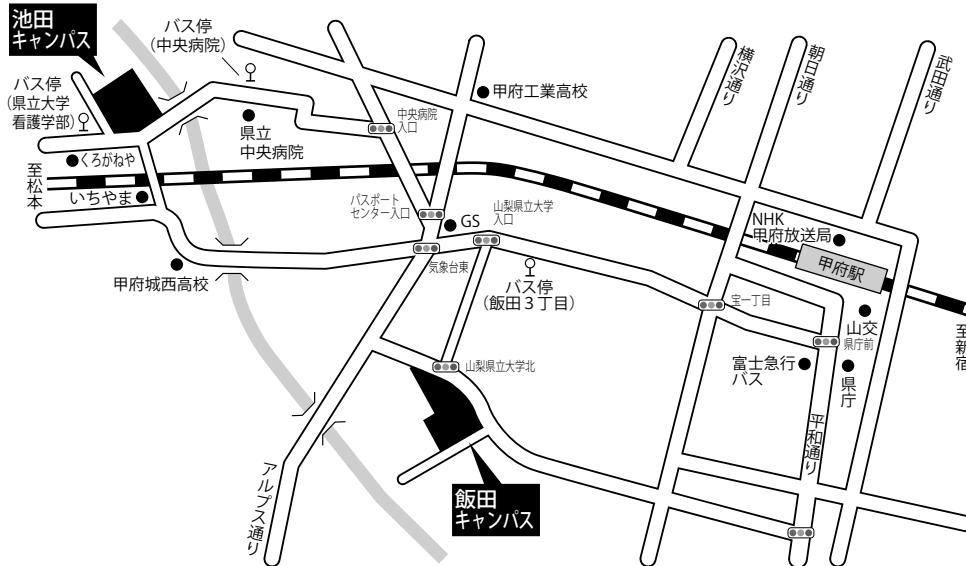 池田
キャンパス
バス停
（中央病院）
バス停
（県立大学
看護学部）
くろがねや
至松本
いちやま
県立
中央病院
甲府城西高校
中央病院
入口
甲府工業高校
パスポート
センター入口
GS
山梨県立大学
入口
気象台東
バス停
（飯田３丁目）
山梨県立大学北
飯田
キャンパス
アルプス通り
横沢通り
朝日通り
武田通り
NHK
甲府放送局
甲府駅
宝一丁目
山交
県庁前
至新宿
富士急行
バス
県庁
平和通り